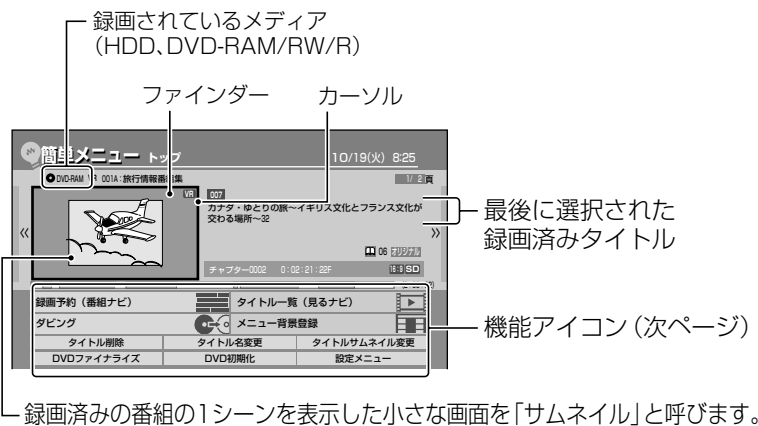 録画されているメディア
（HDD、DVD-RAM/RW/R）
ファインダー
カーソル
簡単メニュー トップ
10/19(火) 8:25
DVD-RAM VR 001A：旅行情報番組集
1/ 2 頁
VR
007
カナダ・ゆとりの旅～イギリス文化とフランス文化が
交わる場所～32
最後に選択された
録画済みタイトル
«
»
06 オリジナル
チャプター0002 0：02：21：22F
16:9 SD
録画予約（番組ナビ）
タイトル一覧（見るナビ）
ダビング
メニュー背景登録
機能アイコン（次ページ）
タイトル削除
タイトル名変更
タイトルサムネイル変更
DVDファイナライズ
DVD初期化
設定メニュー
録画済みの番組の1シーンを表示した小さな画面を「サムネイル」と呼びます。